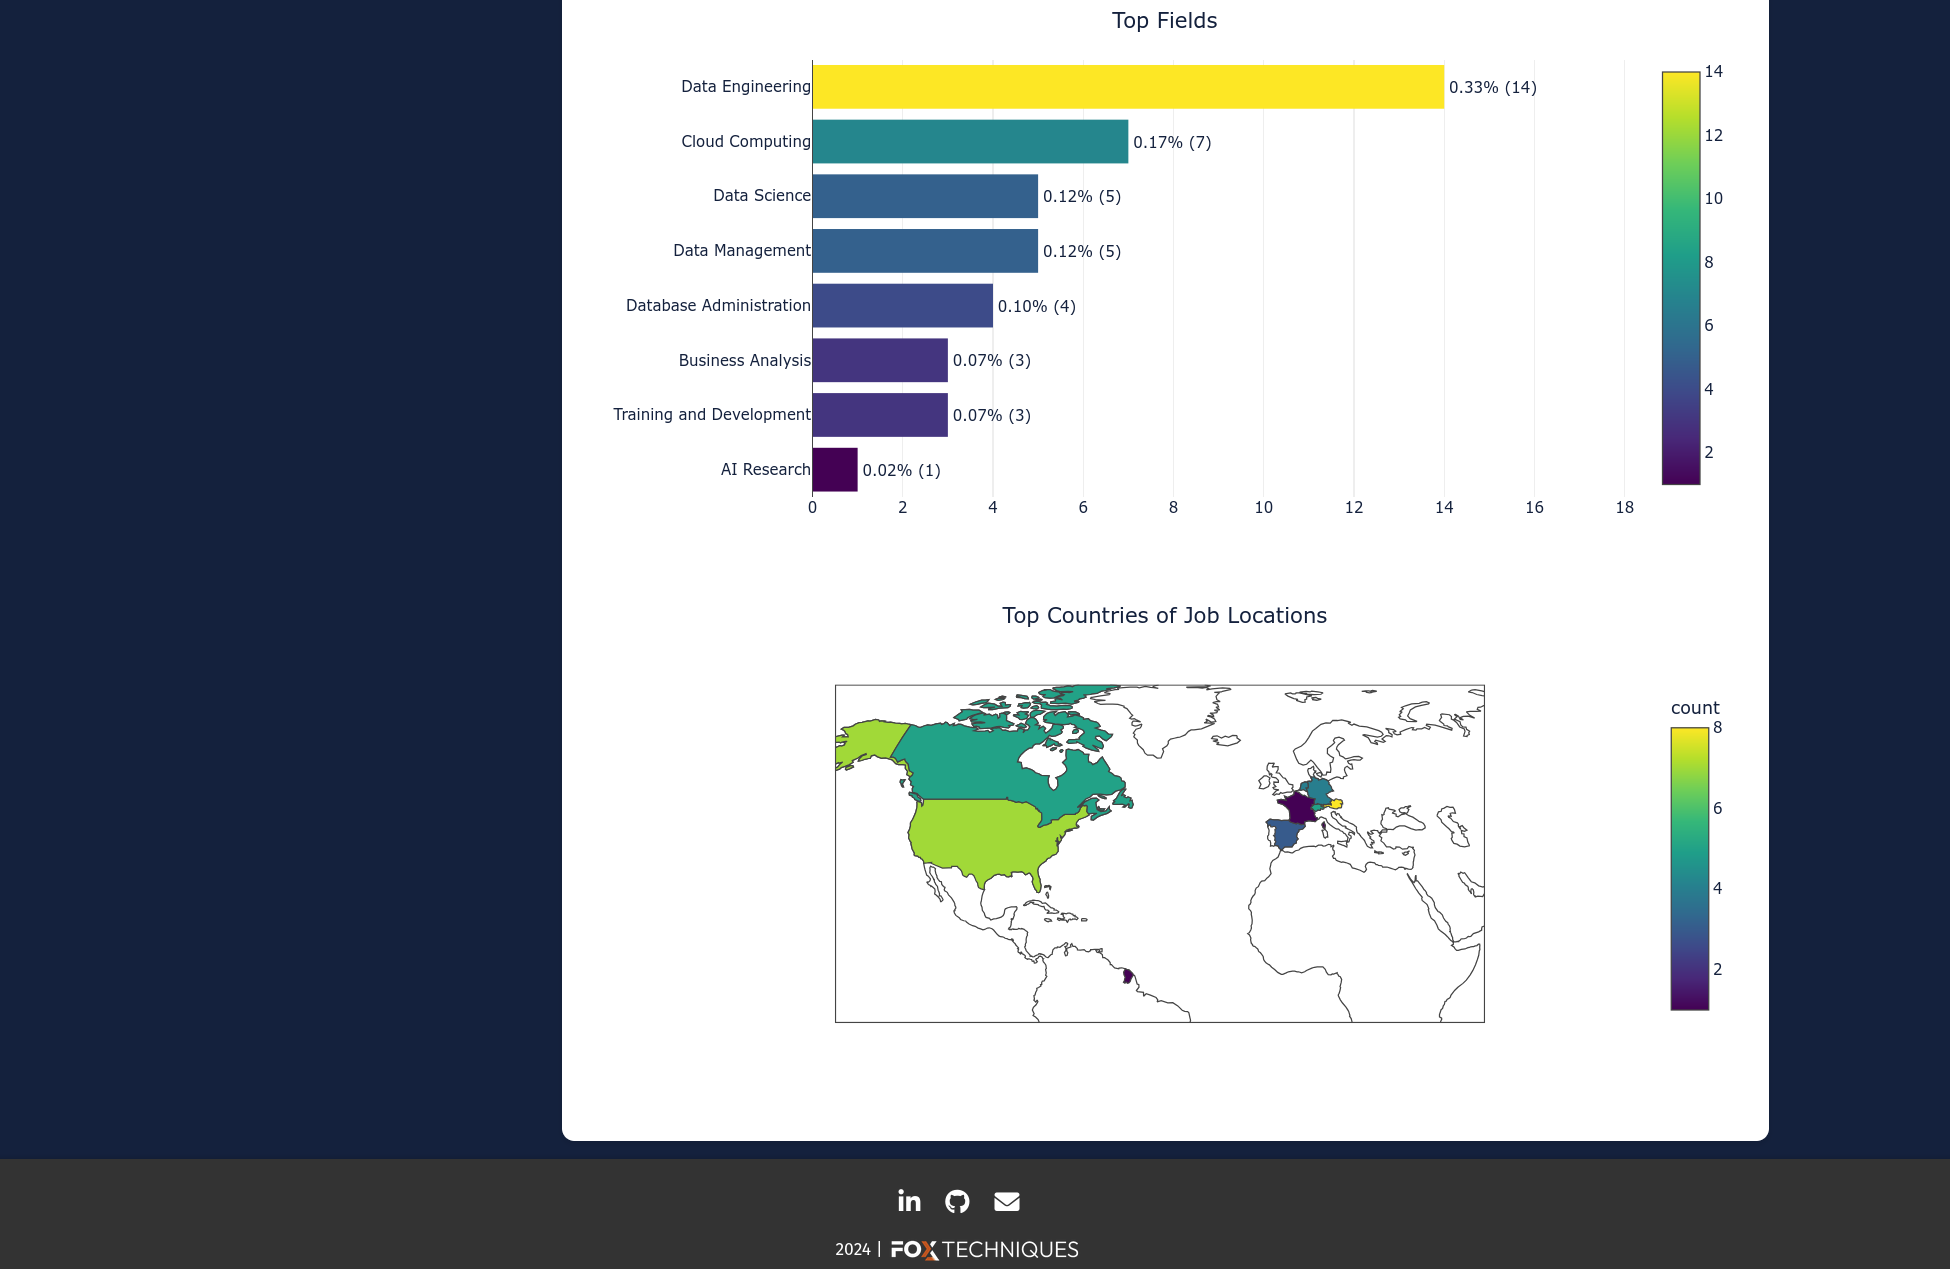 Top Fields
Data Engineering 0.33% (14)
Cloud Computing 0.17% (7)
Data Science 0.12% (5)
Data Management 0.12% (5)
Database Administration 0.10% (4)
Business Analysis 0.07% (3)
Training and Development 0.07% (3)
AI Research 0.02% (1)
0 2 4 6 8 10 12 14 16 18
14
12
10
8
6
4
2
Top Countries of Job Locations
count
8
6
4
2
in
2024 | FOX TECHNIQUES